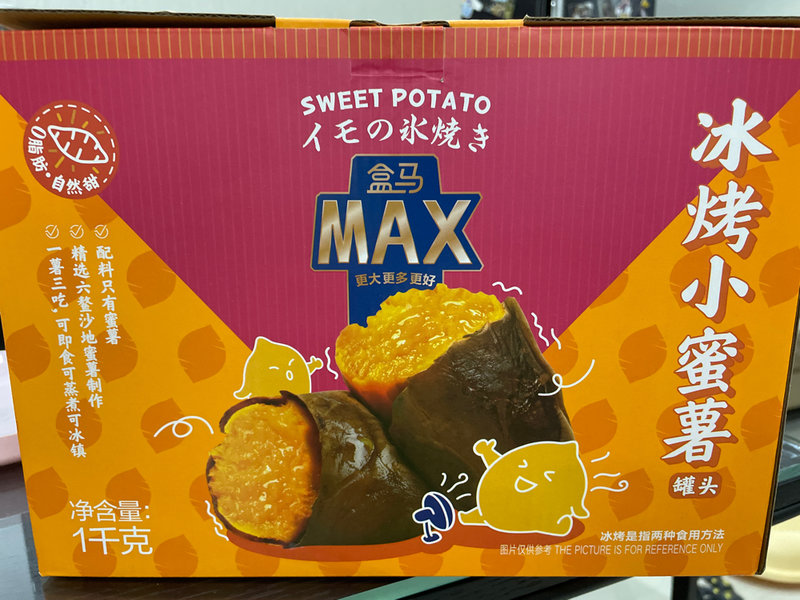 SWEET POTATO
イモの氷焼き
盒马
MAX
更大更多更好
0脂肪·自然甜
冰烤小蜜薯
罐头
配料只有蜜薯
精选六鳌沙地蜜薯制作
一薯三吃,可即食可蒸煮可冰镇
净含量:
1千克
冰烤是指两种食用方法
图片仅供参考 THE PICTURE IS FOR REFERENCE ONLY